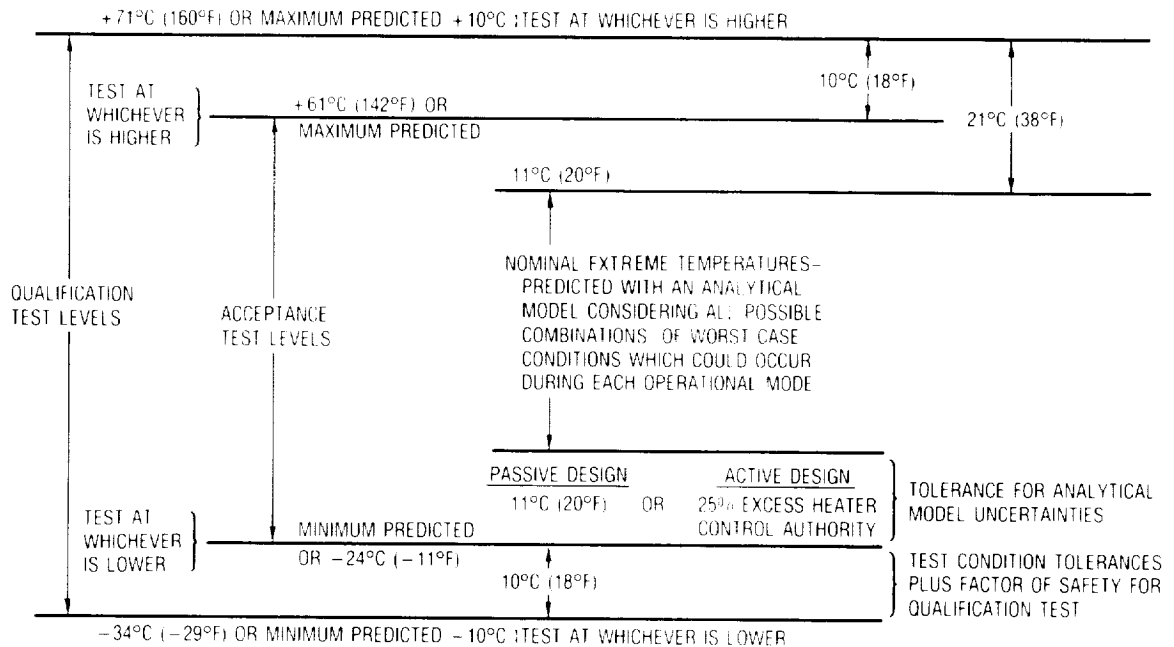 +71°C (160°F) OR MAXIMUM PREDICTED +10°C :TEST AT WHICHEVER IS HIGHER
10°C (18°F)
TEST AT
WHICHEVER
IS HIGHER
+61°C (142°F) OR
MAXIMUM PREDICTED
21°C (38°F)
11°C (20°F)
NOMINAL EXTREME TEMPERATURES–
PREDICTED WITH AN ANALYTICAL
MODEL CONSIDERING ALL POSSIBLE
COMBINATIONS OF WORST CASE
CONDITIONS WHICH COULD OCCUR
DURING EACH OPERATIONAL MODE
QUALIFICATION
TEST LEVELS
ACCEPTANCE
TEST LEVELS
PASSIVE DESIGN
11°C (20°F)
OR
ACTIVE DESIGN
25% EXCESS HEATER
CONTROL AUTHORITY
TOLERANCE FOR ANALYTICAL
MODEL UNCERTAINTIES
TEST AT
WHICHEVER
IS LOWER
MINIMUM PREDICTED
OR −24°C (−11°F)
10°C (18°F)
TEST CONDITION TOLERANCES
PLUS FACTOR OF SAFETY FOR
QUALIFICATION TEST
−34°C (−29°F) OR MINIMUM PREDICTED −10°C :TEST AT WHICHEVER IS LOWER